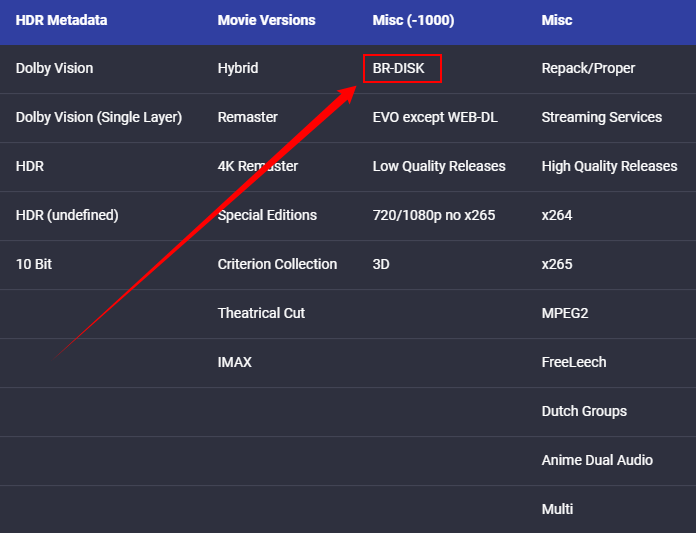 HDR Metadata Movie Versions Misc (-1000) Misc
Dolby Vision Hybrid BR-DISK Repack/Proper
Dolby Vision (Single Layer) Remaster EVO except WEB-DL Streaming Services
HDR 4K Remaster Low Quality Releases High Quality Releases
HDR (undefined) Special Editions 720/1080p no x265 x264
10 Bit Criterion Collection 3D x265
Theatrical Cut MPEG2
IMAX FreeLeech
Dutch Groups
Anime Dual Audio
Multi